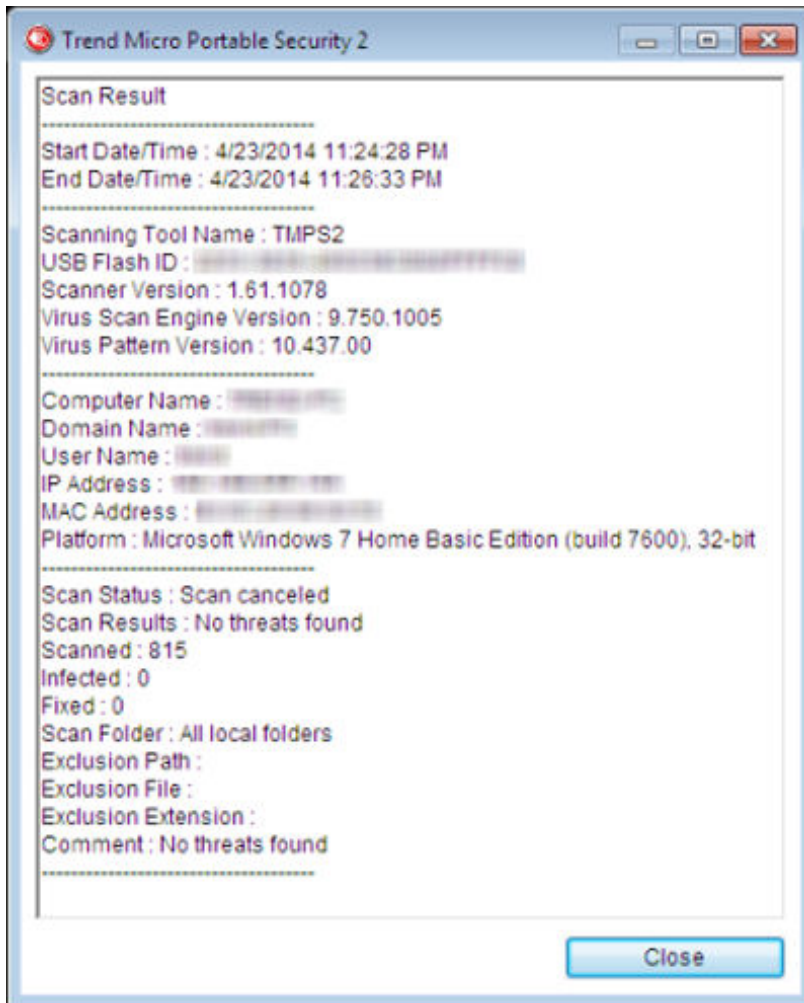 Trend Micro Portable Security 2
Scan Result
-------------------------------------
Start Date/Time : 4/23/2014 11:24:28 PM
End Date/Time : 4/23/2014 11:26:33 PM
-------------------------------------
Scanning Tool Name : TMPS2
USB Flash ID :
Scanner Version : 1.61.1078
Virus Scan Engine Version : 9.750.1005
Virus Pattern Version : 10.437.00
-------------------------------------
Computer Name :
Domain Name :
User Name :
IP Address :
MAC Address :
Platform : Microsoft Windows 7 Home Basic Edition (build 7600), 32-bit
-------------------------------------
Scan Status : Scan canceled
Scan Results : No threats found
Scanned : 815
Infected : 0
Fixed : 0
Scan Folder : All local folders
Exclusion Path :
Exclusion File :
Exclusion Extension :
Comment : No threats found
-------------------------------------
Close